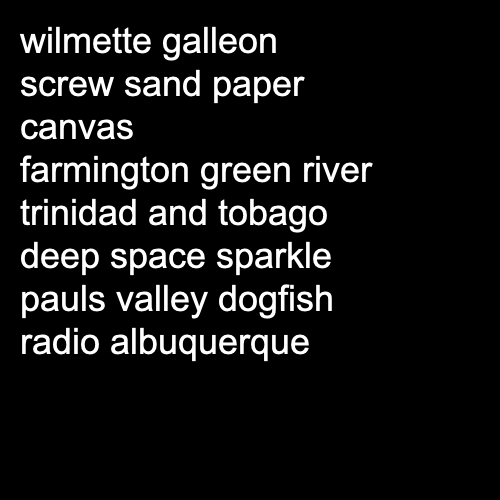 wilmette galleon
screw sand paper
canvas
farmington green river
trinidad and tobago
deep space sparkle
pauls valley dogfish
radio albuquerque